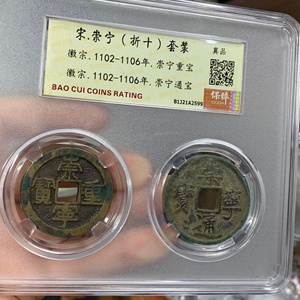 宋.崇宁（折十）套装
真品
徽宗.1102-1106年.崇宁重宝
徽宗.1102-1106年.崇宁通宝
BAO CUI COINS RATING
B1J21A2599
保粹
崇
寶 重
寧
崇
寶 寧
通